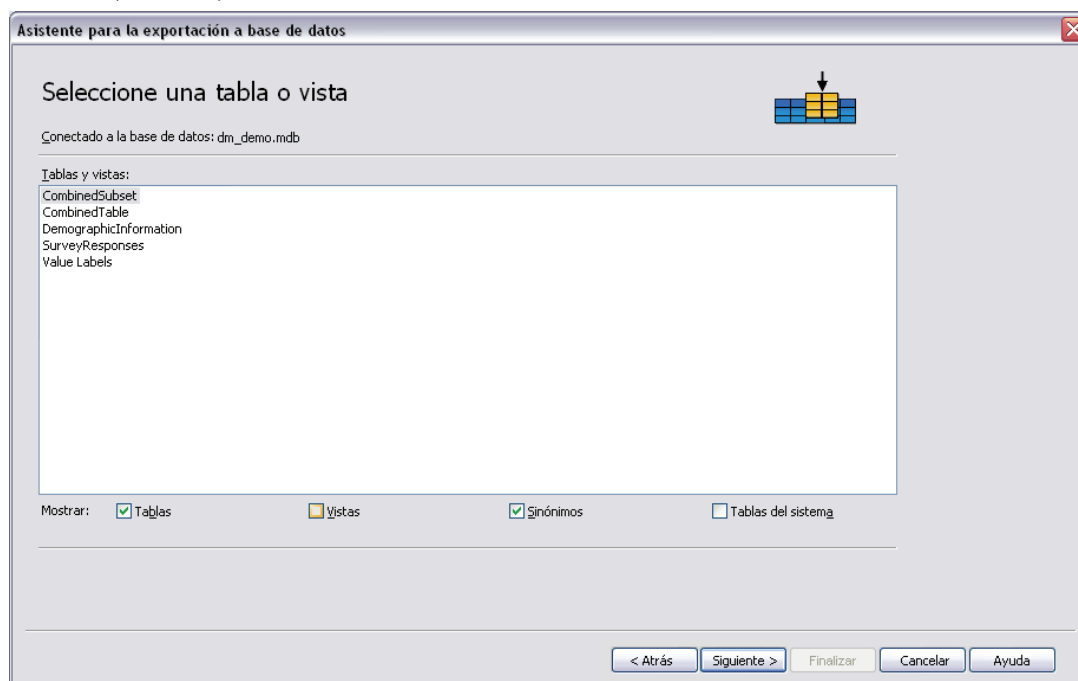 Asistente para la exportación a base de datos
Seleccione una tabla o vista
Conectado a la base de datos: dm_demo.mdb
Tablas y vistas:
CombinedSubset
CombinedTable
DemographicInformation
SurveyResponses
Value Labels
Mostrar: Tablas Vistas Sinónimos Tablas del sistema
< Atrás Siguiente > Finalizar Cancelar Ayuda